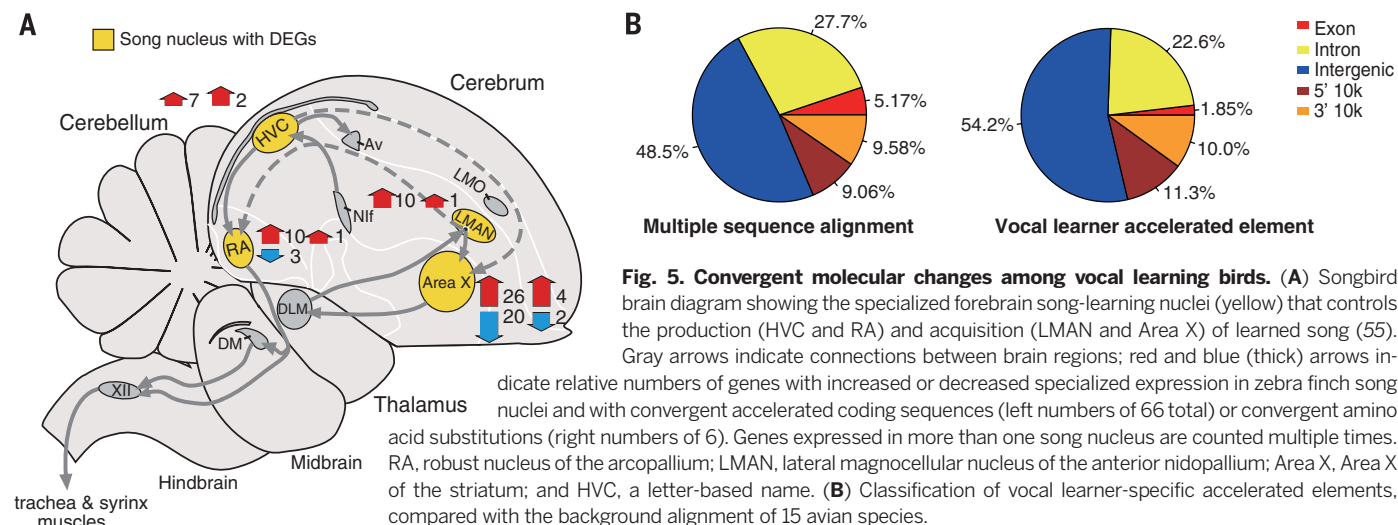 A
Song nucleus with DEGs
7 2
Cerebrum
Cerebellum
HVC
Av
LMO
NIf
10 1
LMAN
RA
10 1
3
Area X
26 4
20 2
DLM
DM
XII
Thalamus
Midbrain
Hindbrain
trachea & syrinx
muscles
B
27.7%
5.17%
9.58%
9.06%
48.5%
Multiple sequence alignment
22.6%
1.85%
10.0%
11.3%
54.2%
Vocal learner accelerated element
Exon
Intron
Intergenic
5' 10k
3' 10k
Fig. 5. Convergent molecular changes among vocal learning birds. (A) Songbird
brain diagram showing the specialized forebrain song-learning nuclei (yellow) that controls
the production (HVC and RA) and acquisition (LMAN and Area X) of learned song (55).
Gray arrows indicate connections between brain regions; red and blue (thick) arrows in-
dicate relative numbers of genes with increased or decreased specialized expression in zebra finch song
nuclei and with convergent accelerated coding sequences (left numbers of 66 total) or convergent amino
acid substitutions (right numbers of 6). Genes expressed in more than one song nucleus are counted multiple times.
RA, robust nucleus of the arcopallium; LMAN, lateral magnocellular nucleus of the anterior nidopallium; Area X, Area X
of the striatum; and HVC, a letter-based name. (B) Classification of vocal learner-specific accelerated elements,
compared with the background alignment of 15 avian species.